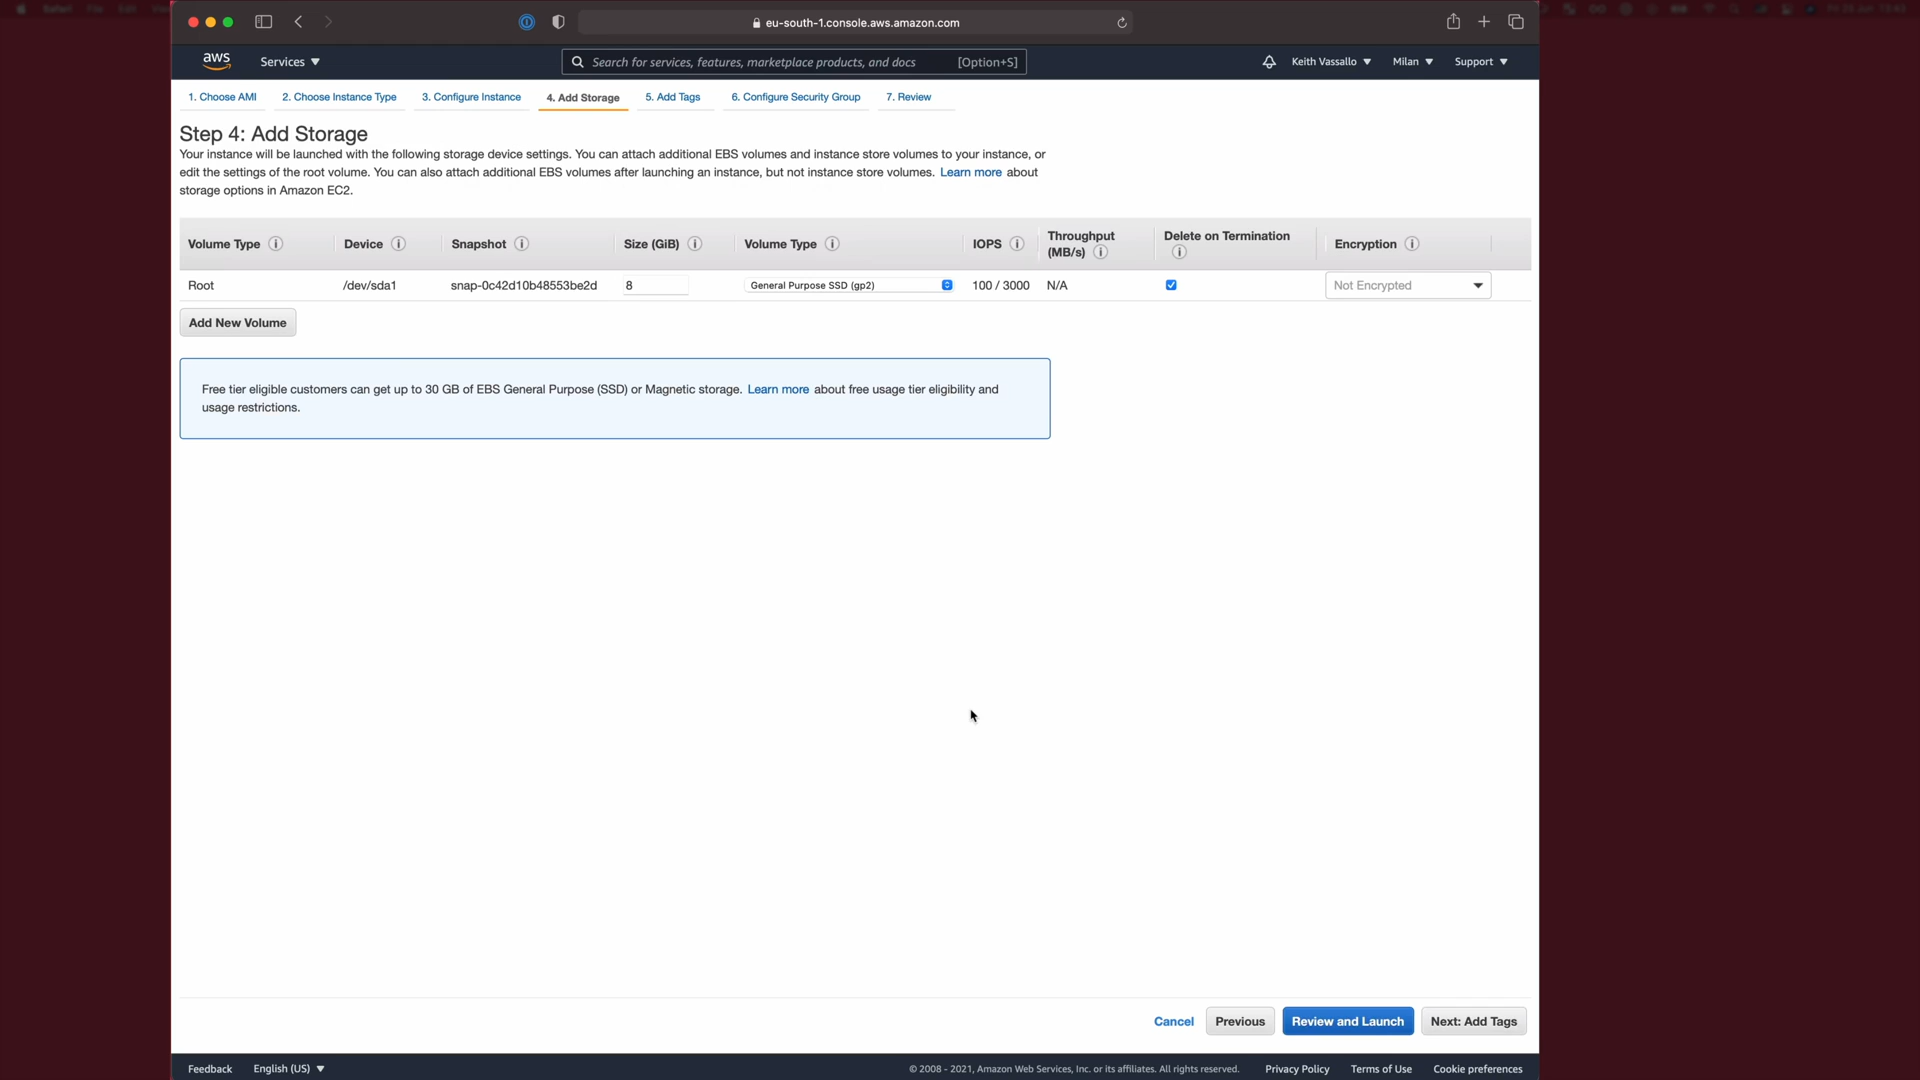 eu-south-1.console.aws.amazon.com
aws Services Search for services, features, marketplace products, and docs [Option+S] Keith Vassallo Milan Support
1. Choose AMI 2. Choose Instance Type 3. Configure Instance 4. Add Storage 5. Add Tags 6. Configure Security Group 7. Review
Step 4: Add Storage
Your instance will be launched with the following storage device settings. You can attach additional EBS volumes and instance store volumes to your instance, or
edit the settings of the root volume. You can also attach additional EBS volumes after launching an instance, but not instance store volumes. Learn more about
storage options in Amazon EC2.
Volume Type Device Snapshot Size (GiB) Volume Type IOPS Throughput (MB/s) Delete on Termination Encryption
Root /dev/sda1 snap-0c42d10b48553be2d 8 General Purpose SSD (gp2) 100 / 3000 N/A Not Encrypted
Add New Volume
Free tier eligible customers can get up to 30 GB of EBS General Purpose (SSD) or Magnetic storage. Learn more about free usage tier eligibility and
usage restrictions.
Cancel Previous Review and Launch Next: Add Tags
Feedback English (US) © 2008 - 2021, Amazon Web Services, Inc. or its affiliates. All rights reserved. Privacy Policy Terms of Use Cookie preferences